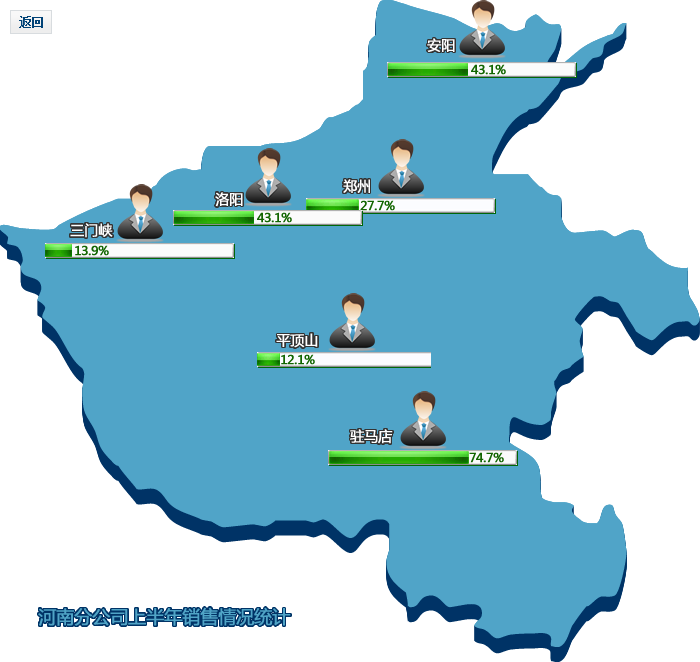 返回
安阳
43.1%
郑州
27.7%
洛阳
43.1%
三门峡
13.9%
平顶山
12.1%
驻马店
74.7%
河南分公司上半年销售情况统计